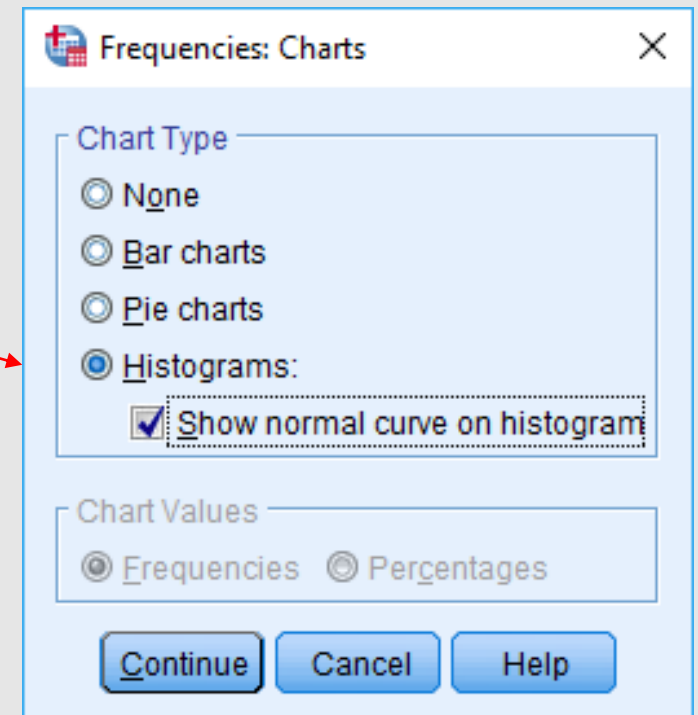 Frequencies: Charts
Chart Type
None
Bar charts
Pie charts
Histograms:
Show normal curve on histogram
Chart Values
Frequencies Percentages
Continue Cancel Help